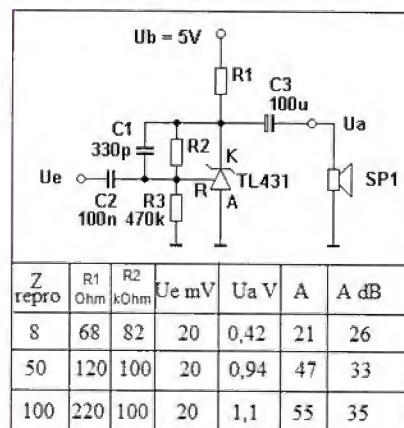 Ub = 5V
R1
C3
100u
C1
330p
R2
Ua
K
TL431
SP1
Ue
R
A
C2
100n
R3
470k
Z repro R1 Ohm R2 kOhm Ue mV Ua V A A dB
8 68 82 20 0,42 21 26
50 120 100 20 0,94 47 33
100 220 100 20 1,1 55 35